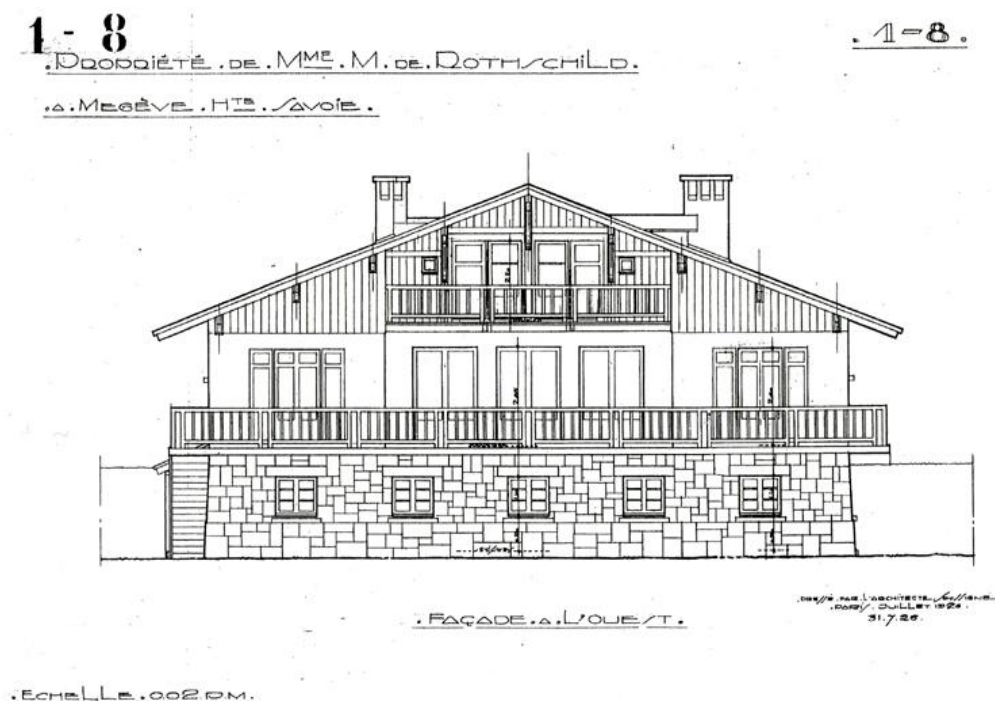 1-8
. 1-8 .
. PROPRIÉTÉ . DE . MME . M. DE . ROTHSCHILD .
. A . MEGÈVE . HTE . SAVOIE .
. FAÇADE . A . L'OUEST .
DRESSÉ . PAR . L'ARCHITECTE
. PARIS . JUILLET 1926 .
31.7.26.
. ECHELLE . 0.02 P.M.